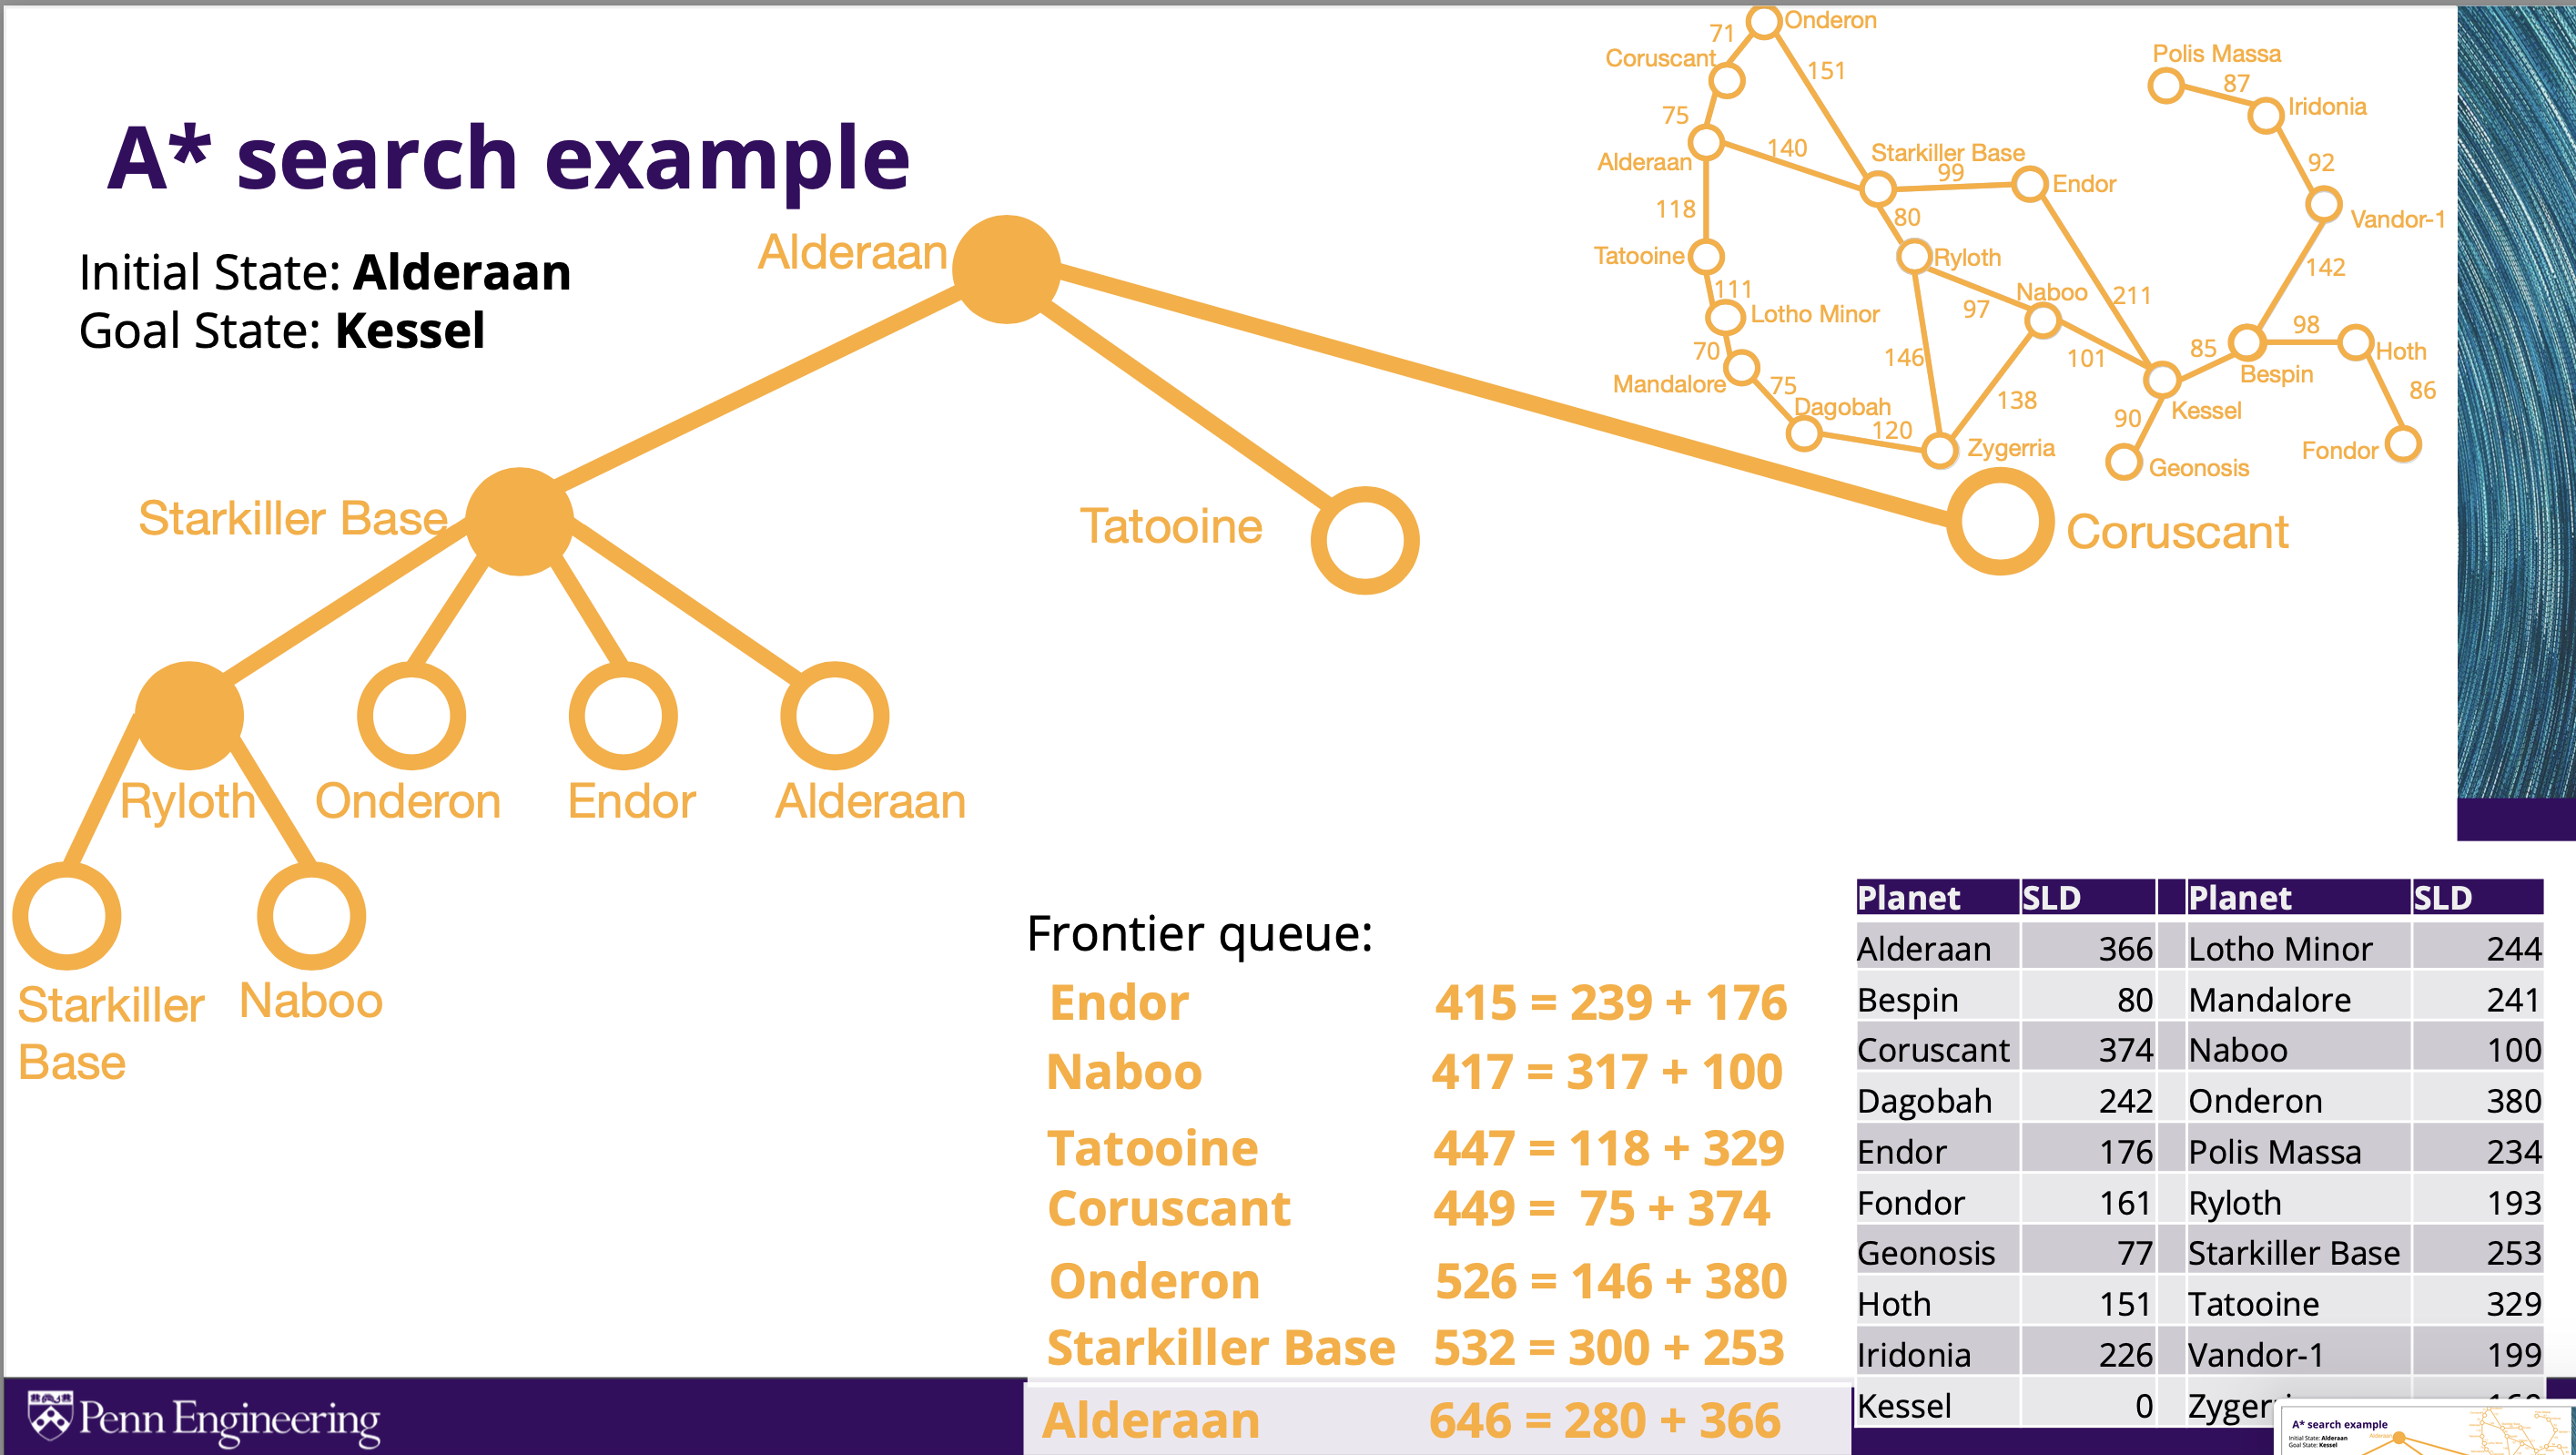 A* search example
Initial State: Alderaan
Goal State: Kessel
Alderaan
Starkiller Base
Tatooine
Coruscant
Ryloth
Onderon
Endor
Alderaan
Starkiller
Base
Naboo
Onderon
71
Coruscant
151
75
140
Alderaan
Starkiller Base
99
Endor
118
80
Tatooine
Ryloth
111
Lotho Minor
97
Naboo
211
70
146
101
Mandalore
75
Dagobah
138
120
Zygerria
Polis Massa
87
Iridonia
92
Vandor-1
142
98
85
Hoth
Bespin
86
90
Kessel
Fondor
Geonosis
Frontier queue:
Endor 415 = 239 + 176
Naboo 417 = 317 + 100
Tatooine 447 = 118 + 329
Coruscant 449 = 75 + 374
Onderon 526 = 146 + 380
Starkiller Base 532 = 300 + 253
Alderaan 646 = 280 + 366
Planet SLD Planet SLD
Alderaan 366 Lotho Minor 244
Bespin 80 Mandalore 241
Coruscant 374 Naboo 100
Dagobah 242 Onderon 380
Endor 176 Polis Massa 234
Fondor 161 Ryloth 193
Geonosis 77 Starkiller Base 253
Hoth 151 Tatooine 329
Iridonia 226 Vandor-1 199
Kessel 0
Penn Engineering
A* search example
Initial State: Alderaan
Goal State: Kessel